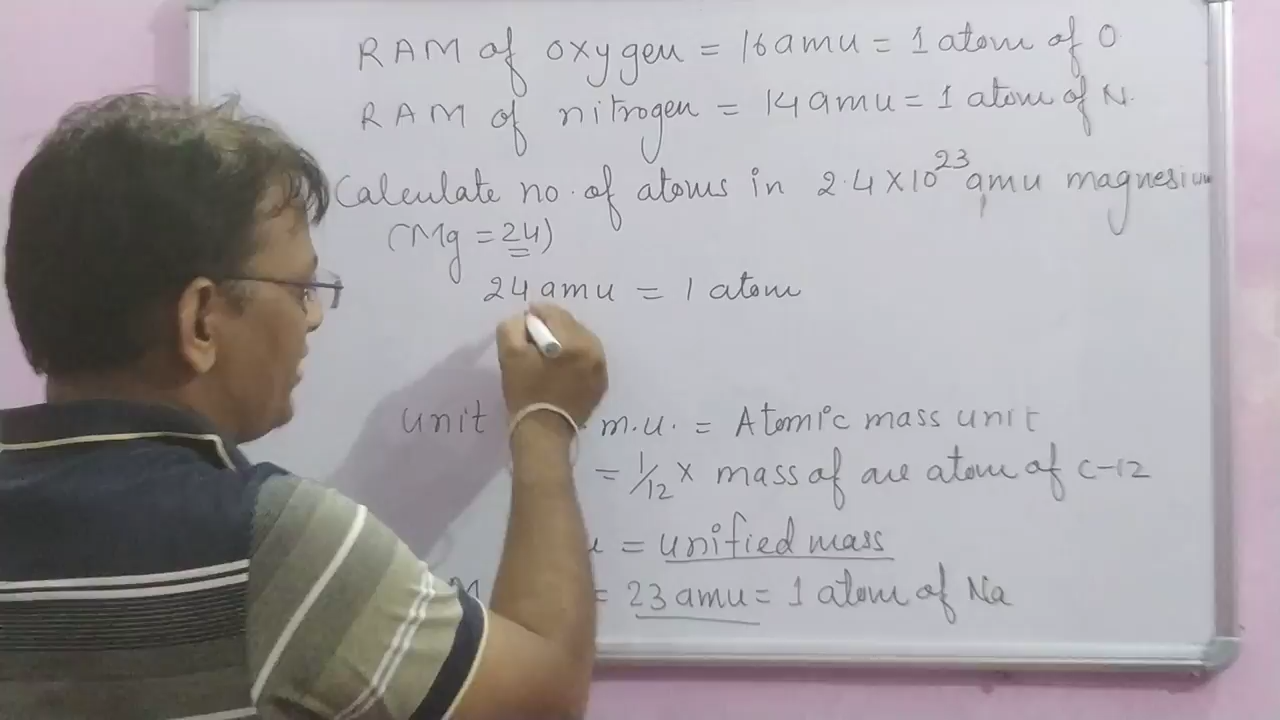 RAM of oxygen = 16 amu = 1 atom of O
RAM of nitrogen = 14 amu = 1 atom of N.
Calculate no. of atoms in 2.4 × 10²³ amu magnesium
(Mg = 24)
24 amu = 1 atom
unit m.u. = Atomic mass unit
= 1/12 × mass of one atom of C-12
= unified mass
= 23 amu = 1 atom of Na